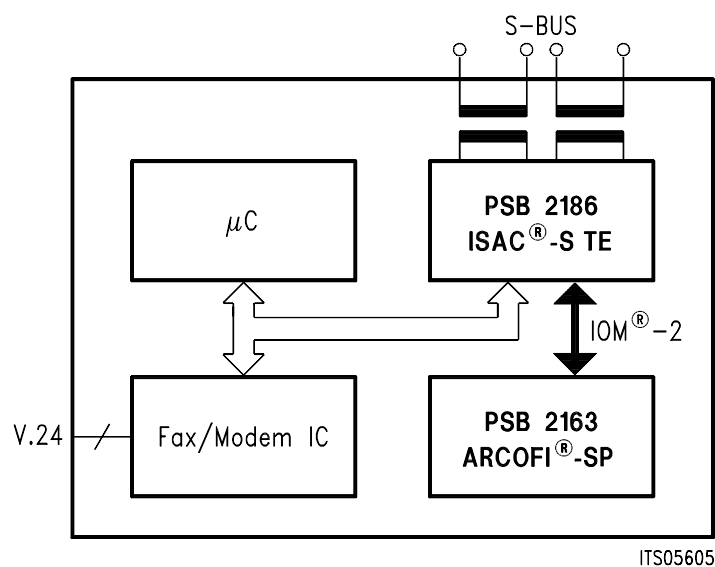 S-BUS
μC
PSB 2186
ISAC®-S TE
IOM®-2
V.24
Fax/Modem IC
PSB 2163
ARCOFI®-SP
ITS05605